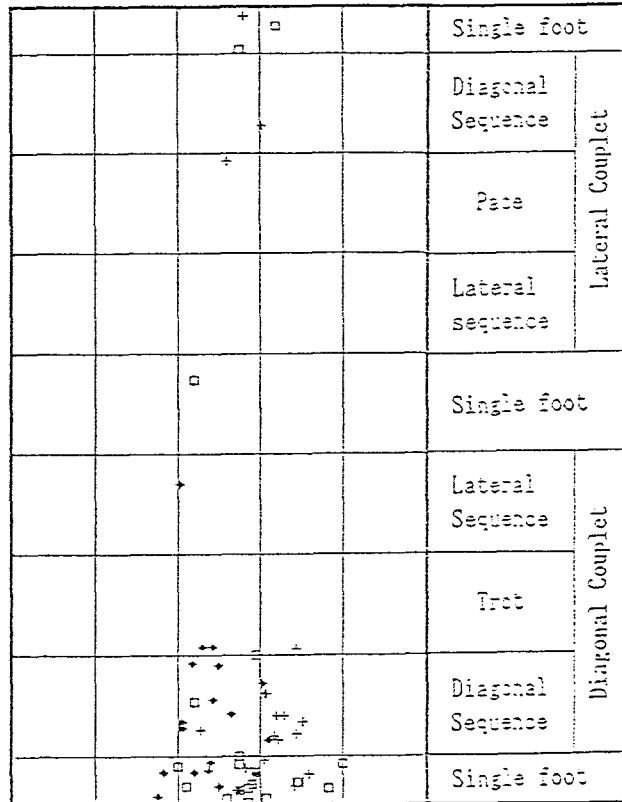 Single foot
Diagonal
Sequence
Pace
Lateral
sequence
Lateral Couplet
Single foot
Lateral
Sequence
Trot
Diagonal
Sequence
Diagonal Couplet
Single foot